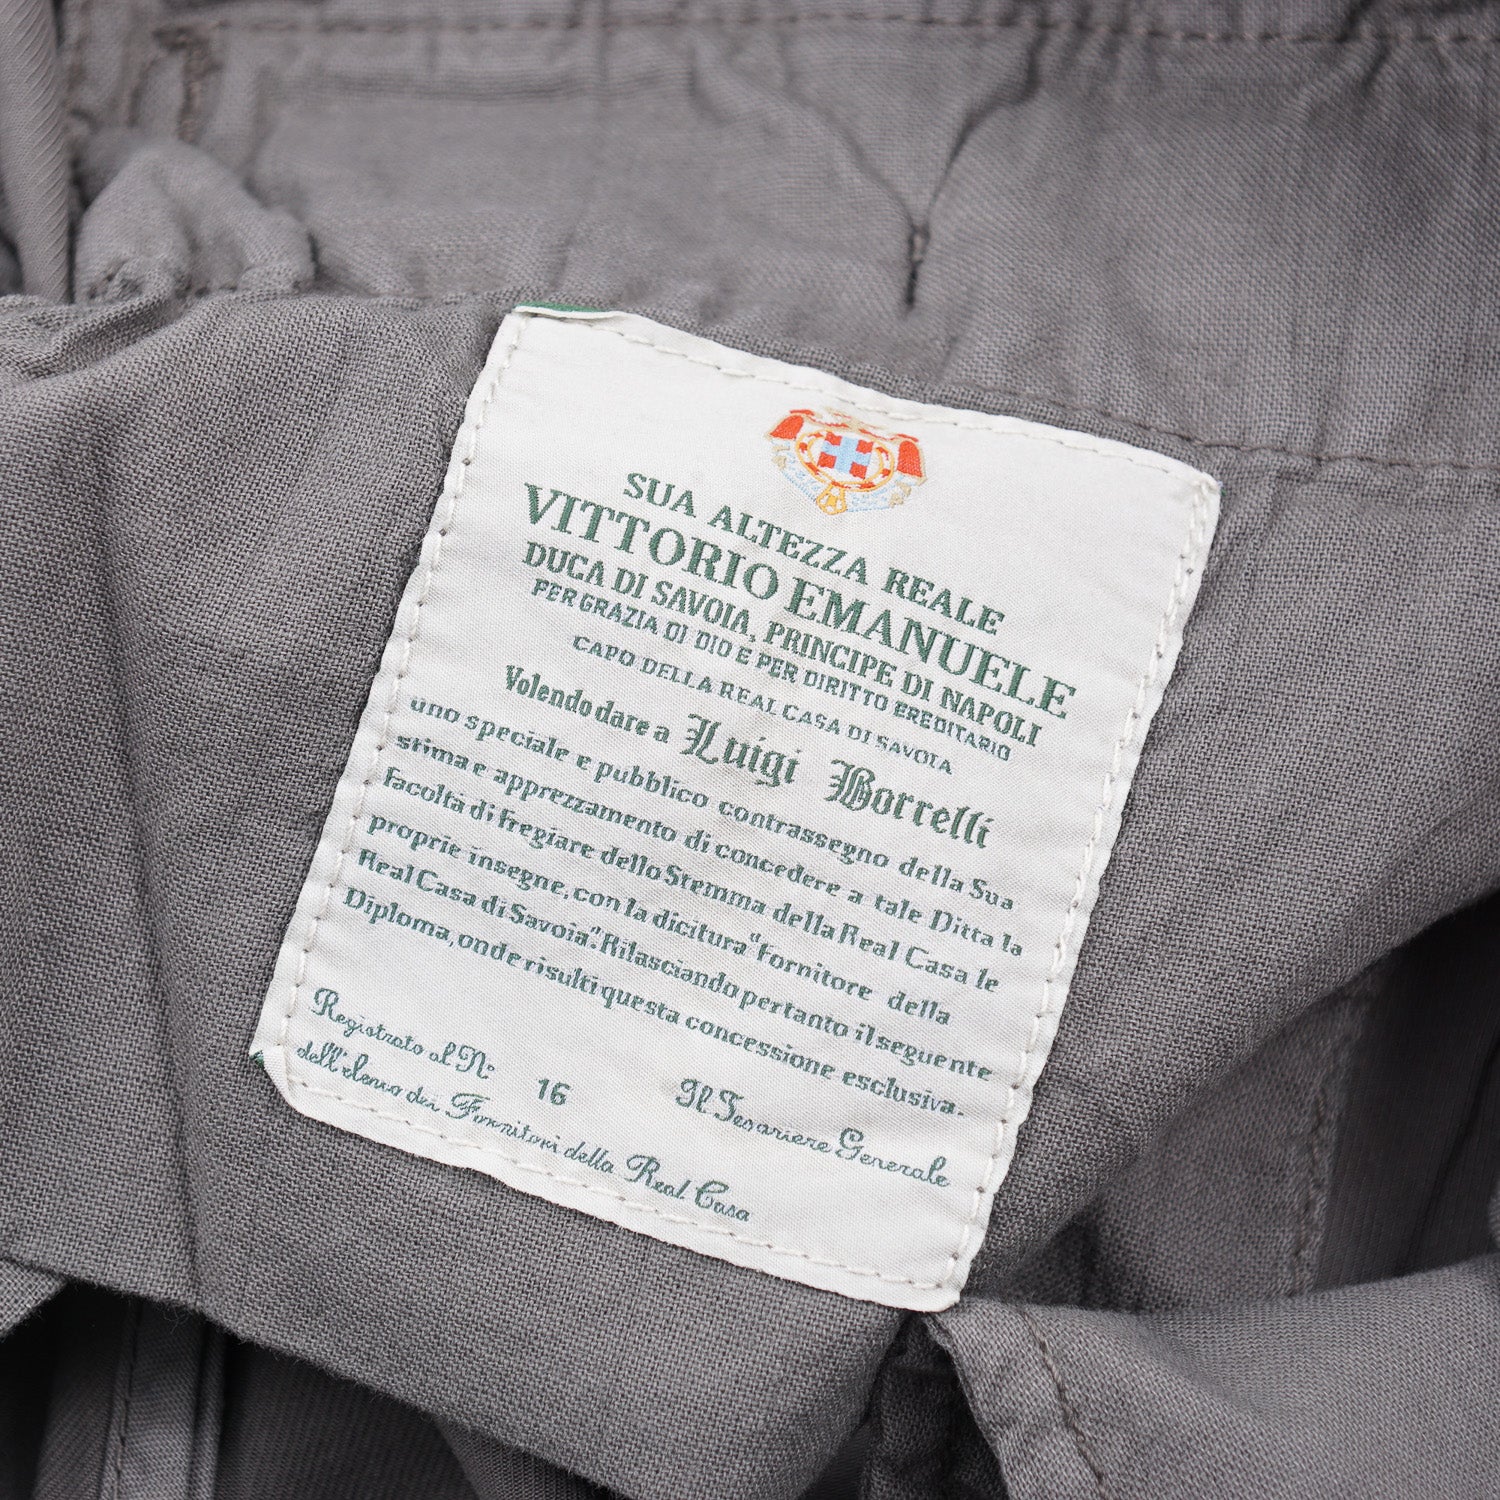 SUA ALTEZZA REALE
VITTORIO EMANUELE
DUCA DI SAVOIA, PRINCIPE DI NAPOLI
PER GRAZIA DI DIO E PER DIRITTO EREDITARIO
CAPO DELLA REAL CASA DI SAVOIA
Volendo dare a Luigi Borrelli
uno speciale e pubblico contrassegno della Sua
stima e apprezzamento di concedere a tale Ditta la
facoltà di fregiare dello Stemma della Real Casa le
proprie insegne, con la dicitura "Fornitore della
Real Casa di Savoia". Rilasciando pertanto il seguente
Diploma, onde risulti questa concessione esclusiva.
Registrato al N° 16 Il Tesoriere Generale
dell'elenco dei Fornitori della Real Casa